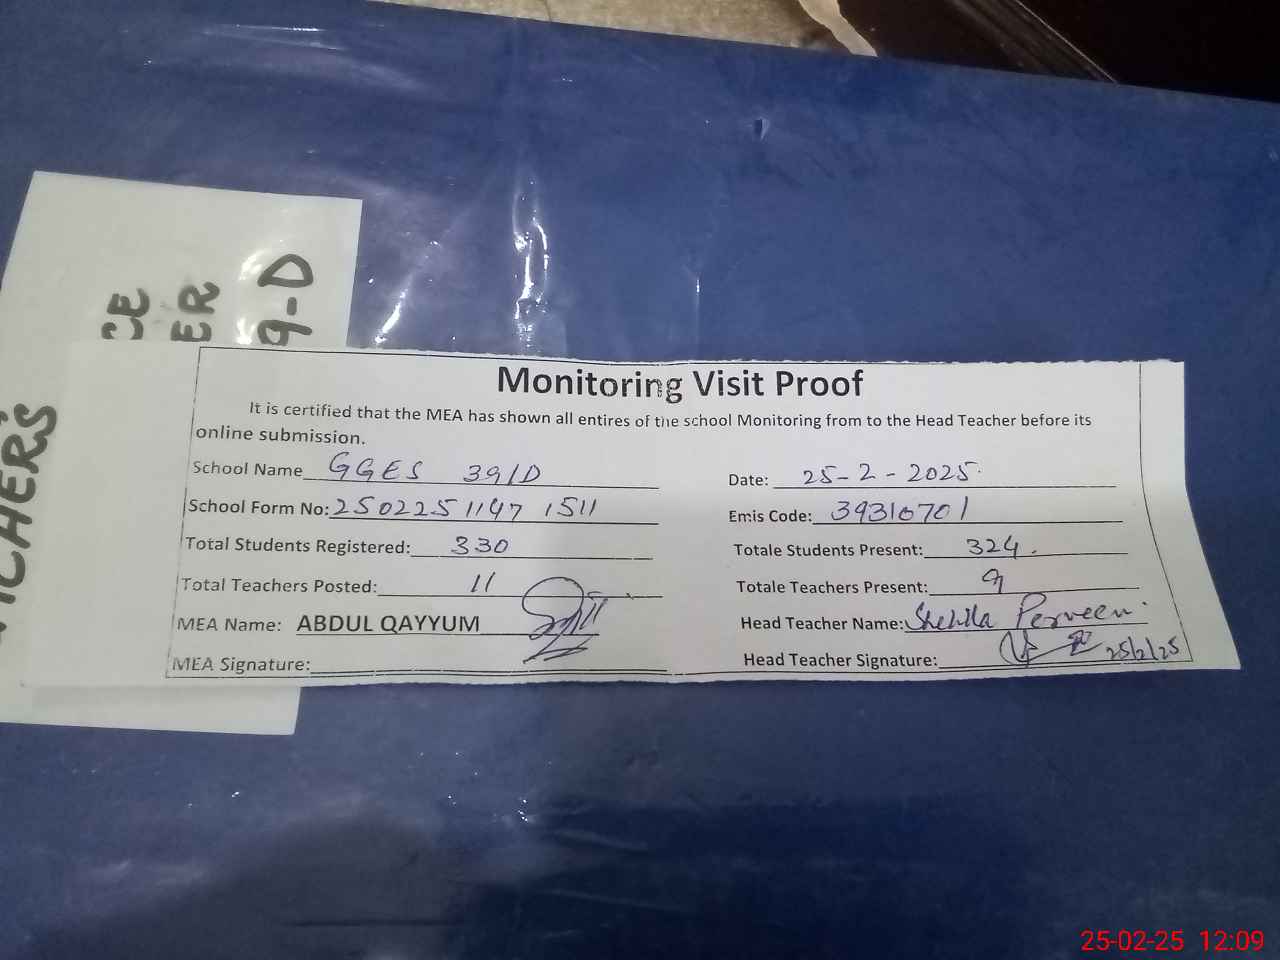 CE
ER
9-D
CHERS
Monitoring Visit Proof
It is certified that the MEA has shown all entires of the school Monitoring from to the Head Teacher before its
online submission.
School Name GGES 39/D Date: 25-2-2025.
School Form No: 2502251147 1511 Emis Code: 39310701
Total Students Registered: 330 Totale Students Present: 324.
Total Teachers Posted: 11 Totale Teachers Present: 9
MEA Name: ABDUL QAYYUM Head Teacher Name: Shehla Perveen
MEA Signature: Head Teacher Signature: 25/2/25
25-02-25 12:09